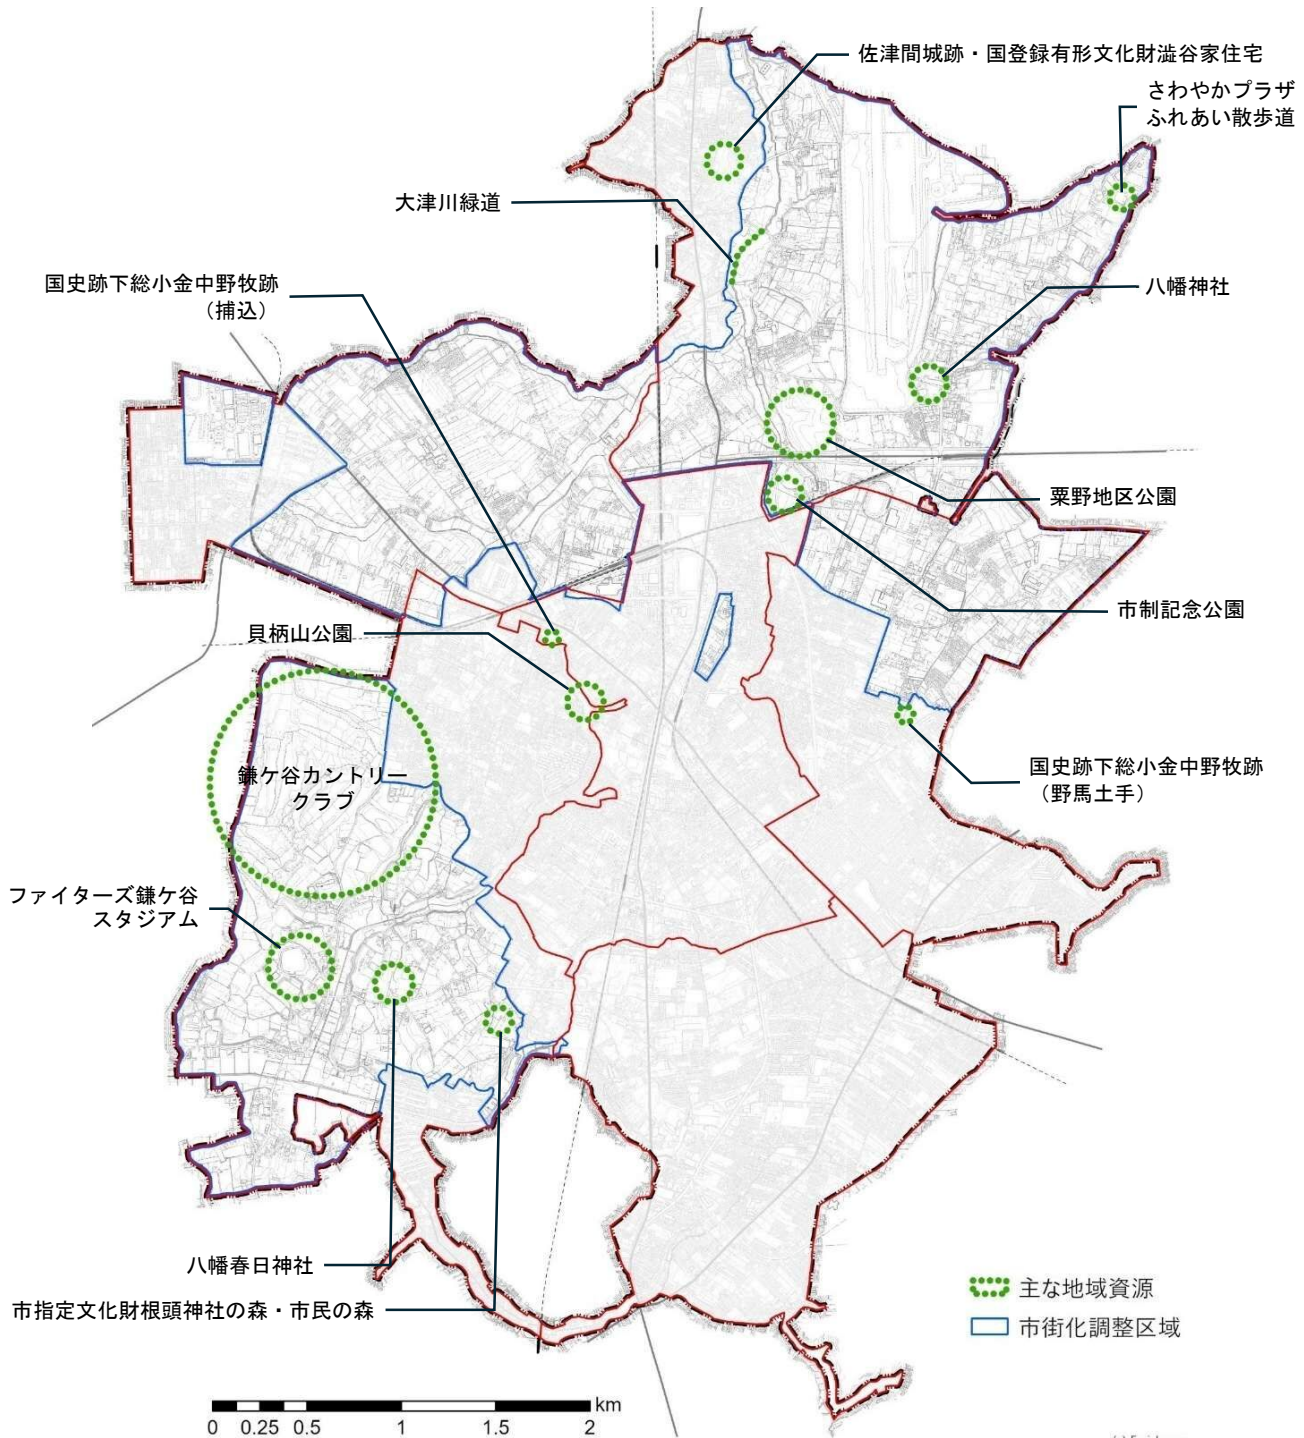 佐津間城跡・国登録有形文化財澁谷家住宅
さわやかプラザ
ふれあい散歩道
大津川緑道
国史跡下総小金中野牧跡
（捕込）
八幡神社
粟野地区公園
市制記念公園
貝柄山公園
国史跡下総小金中野牧跡
（野馬土手）
鎌ケ谷カントリー
クラブ
ファイターズ鎌ケ谷
スタジアム
八幡春日神社
市指定文化財根頭神社の森・市民の森
主な地域資源
市街化調整区域
km
0 0.25 0.5 1 1.5 2